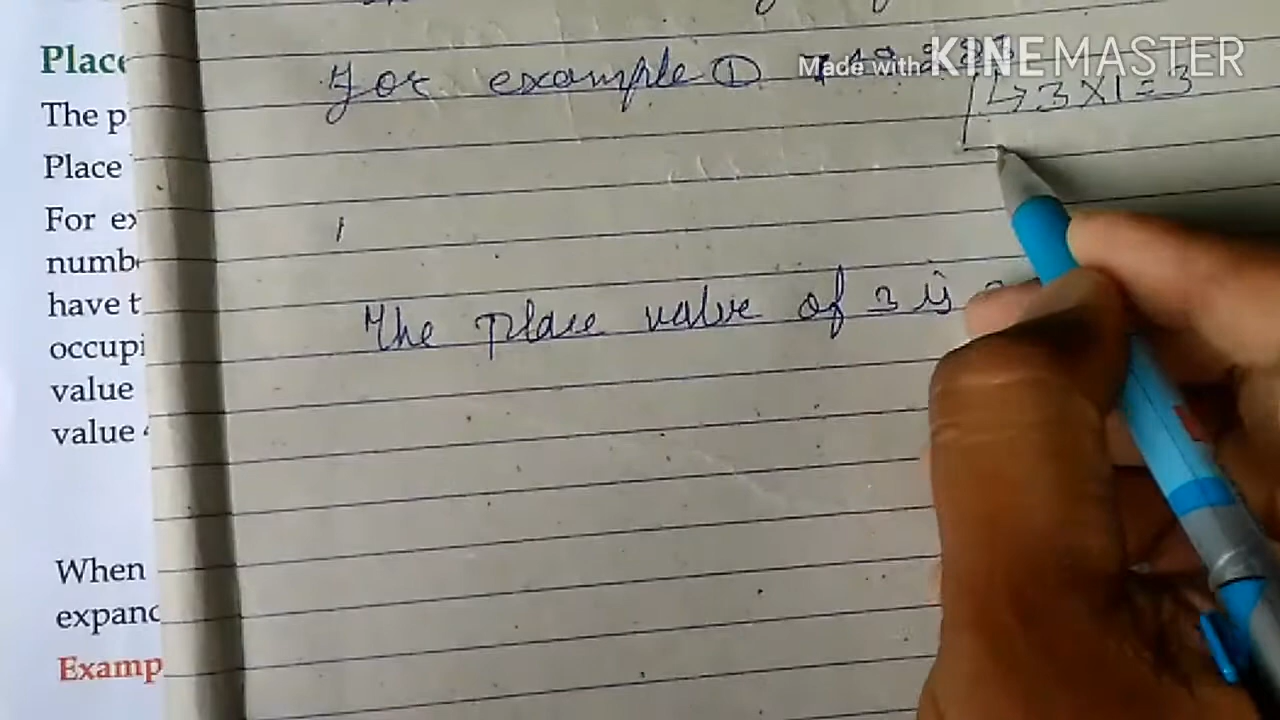 Place
The p
Place
For ex
numb
have t
occupi
value
value
When
expand
Examp
For example ①
Made with KINEMASTER
↳ 3 X 1 = 3
The place value of 3 is